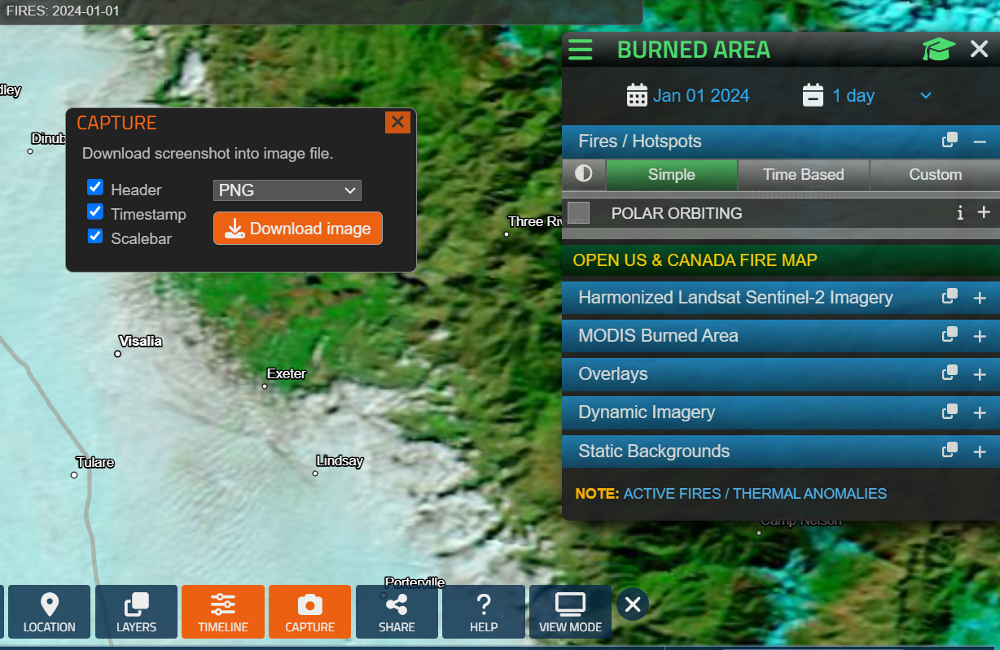 FIRES: 2024-01-01
BURNED AREA
Jan 01 2024
1 day
CAPTURE
Download screenshot into image file.
Header
PNG
Timestamp
Download image
Scalebar
Fires / Hotspots
Simple
Time Based
Custom
POLAR ORBITING
OPEN US & CANADA FIRE MAP
Harmonized Landsat Sentinel-2 Imagery
MODIS Burned Area
Overlays
Dynamic Imagery
Static Backgrounds
NOTE: ACTIVE FIRES / THERMAL ANOMALIES
dley
Dinub
Three Rivers
Visalia
Exeter
Tulare
Lindsay
Camp Nelson
Porterville
LOCATION
LAYERS
TIMELINE
CAPTURE
SHARE
HELP
VIEW MODE